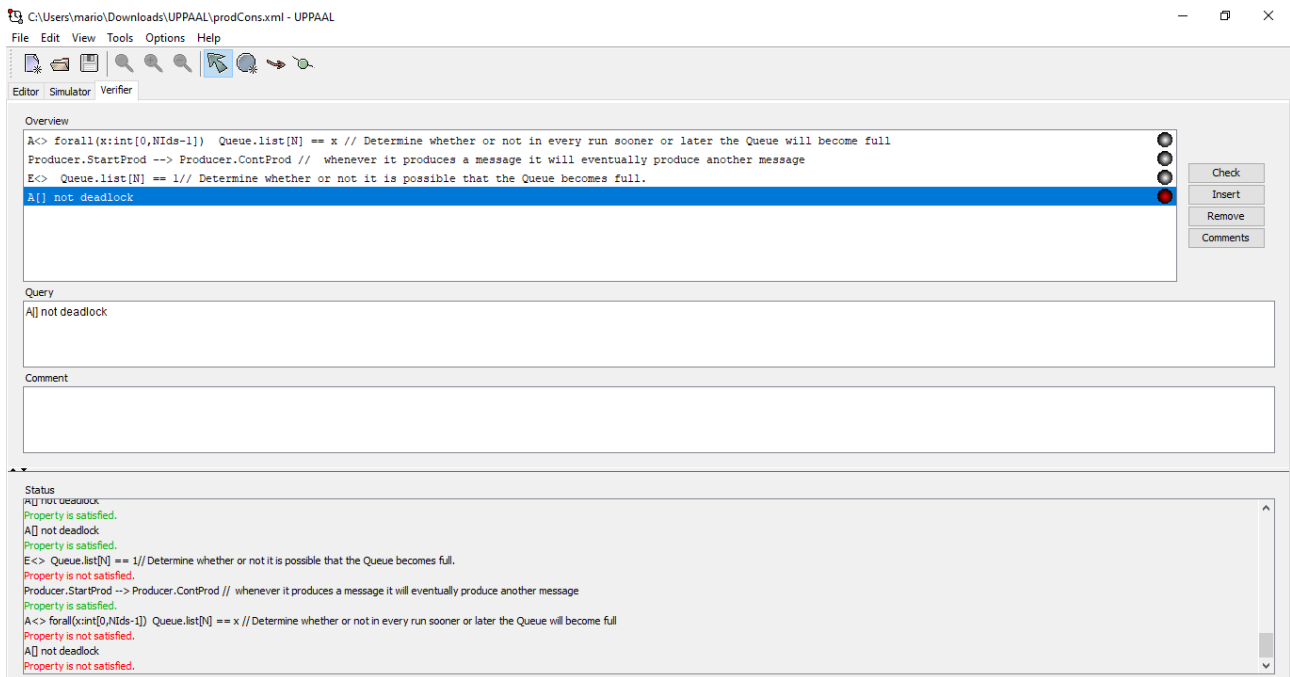 C:\Users\mario\Downloads\UPPAAL\prodCons.xml - UPPAAL
File Edit View Tools Options Help
Editor Simulator Verifier
Overview
A<> forall(x:int[0,NIds-1])  Queue.list[N] == x // Determine whether or not in every run sooner or later the Queue will become full
Producer.StartProd --> Producer.ContProd //  whenever it produces a message it will eventually produce another message
E<>  Queue.list[N] == 1// Determine whether or not it is possible that the Queue becomes full.
A[] not deadlock
Check
Insert
Remove
Comments
Query
A[] not deadlock
Comment
Status
A[] not deadlock
Property is satisfied.
A[] not deadlock
Property is satisfied.
E<>  Queue.list[N] == 1// Determine whether or not it is possible that the Queue becomes full.
Property is not satisfied.
Producer.StartProd --> Producer.ContProd //  whenever it produces a message it will eventually produce another message
Property is satisfied.
A<> forall(x:int[0,NIds-1])  Queue.list[N] == x // Determine whether or not in every run sooner or later the Queue will become full
Property is not satisfied.
A[] not deadlock
Property is not satisfied.